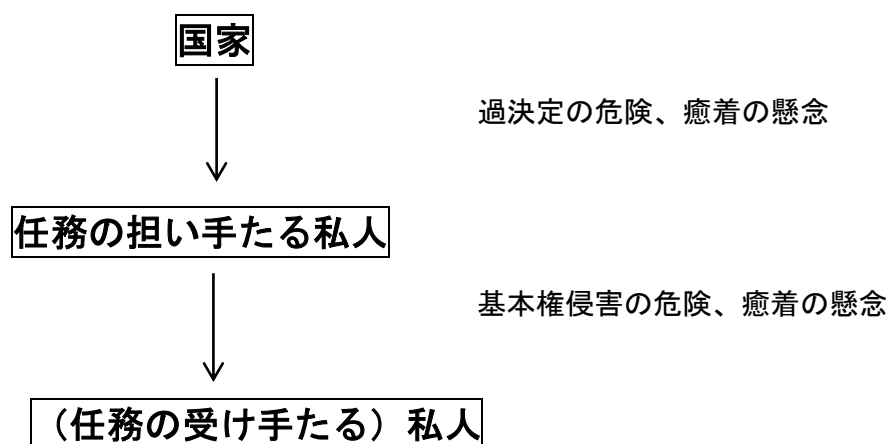 国家
過決定の危険、癒着の懸念
任務の担い手たる私人
基本権侵害の危険、癒着の懸念
（任務の受け手たる）私人